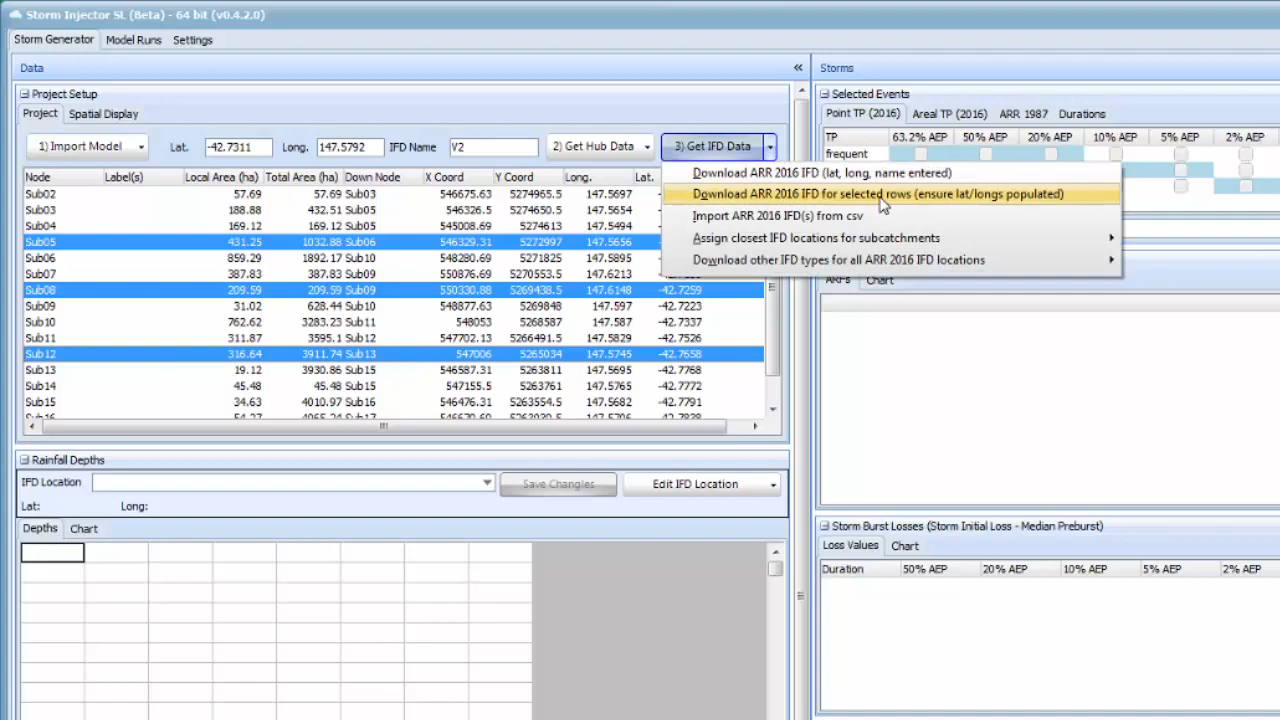 Storm Injector SL (Beta) - 64 bit (v0.4.2.0)
Storm Generator Model Runs Settings
Data
Project Setup
Project Spatial Display
1) Import Model Lat. -42.7311 Long. 147.5792 IFD Name V2 2) Get Hub Data 3) Get IFD Data
Node Label(s) Local Area (ha) Total Area (ha) Down Node X Coord Y Coord Long. Lat.
Sub02 57.69 57.69 Sub03 546675.63 5274965.5 147.5697
Sub03 188.88 432.51 Sub05 546326.5 5274630.5 147.5654
Sub04 169.12 169.12 Sub05 545008.69 5274613 147.5494
Sub05 431.25 1032.88 Sub06 546329.31 5272997 147.5656
Sub06 859.29 1892.17 Sub10 548280.69 5271825 147.5895
Sub07 387.83 387.83 Sub09 550876.69 5270553.5 147.6213
Sub08 209.59 209.59 Sub09 550330.88 5269438.5 147.6148 -42.7259
Sub09 31.02 628.44 Sub10 548877.63 5269848 147.597 -42.7223
Sub10 762.62 3283.23 Sub11 548053 5268587 147.587 -42.7337
Sub11 311.87 3595.1 Sub12 547702.13 5266491.5 147.5829 -42.7526
Sub12 316.64 3911.74 Sub13 547006 5265034 147.5745 -42.7658
Sub13 19.12 3930.86 Sub15 546587.31 5263811 147.5695 -42.7768
Sub14 45.48 45.48 Sub15 547155.5 5263761 147.5765 -42.7772
Sub15 34.63 4010.97 Sub16 546476.31 5263554.5 147.5682 -42.7791
Download ARR 2016 IFD (lat, long, name entered)
Download ARR 2016 IFD for selected rows (ensure lat/longs populated)
Import ARR 2016 IFD(s) from csv
Assign closest IFD locations for subcatchments
Download other IFD types for all ARR 2016 IFD locations
Rainfall Depths
IFD Location Save Changes Edit IFD Location
Lat: Long:
Depths Chart
Storms
Selected Events
Point TP (2016) Areal TP (2016) ARR 1987 Durations
TP 63.2% AEP 50% AEP 20% AEP 10% AEP 5% AEP 2% AEP
frequent
ARFs Chart
Storm Burst Losses (Storm Initial Loss - Median Preburst)
Loss Values Chart
Duration 50% AEP 20% AEP 10% AEP 5% AEP 2% AEP